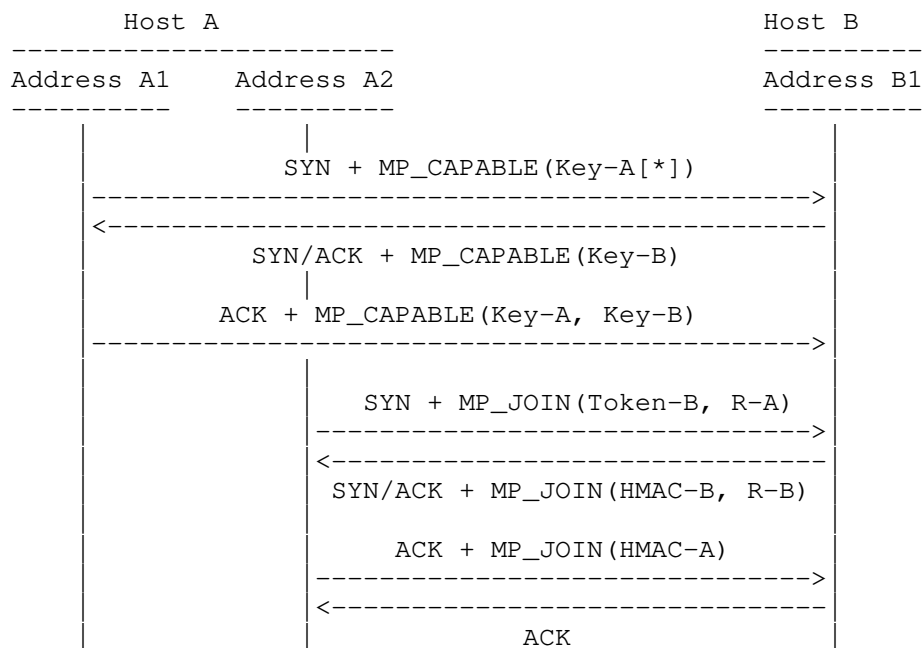 Host A Host B
------------------------ ----------
Address A1 Address A2 Address B1
---------- ---------- ----------
SYN + MP_CAPABLE(Key-A[*])
--------------------------------------------->
<---------------------------------------------
SYN/ACK + MP_CAPABLE(Key-B)
ACK + MP_CAPABLE(Key-A, Key-B)
--------------------------------------------->
SYN + MP_JOIN(Token-B, R-A)
------------------------------->
<-------------------------------
SYN/ACK + MP_JOIN(HMAC-B, R-B)
ACK + MP_JOIN(HMAC-A)
------------------------------->
<-------------------------------
ACK